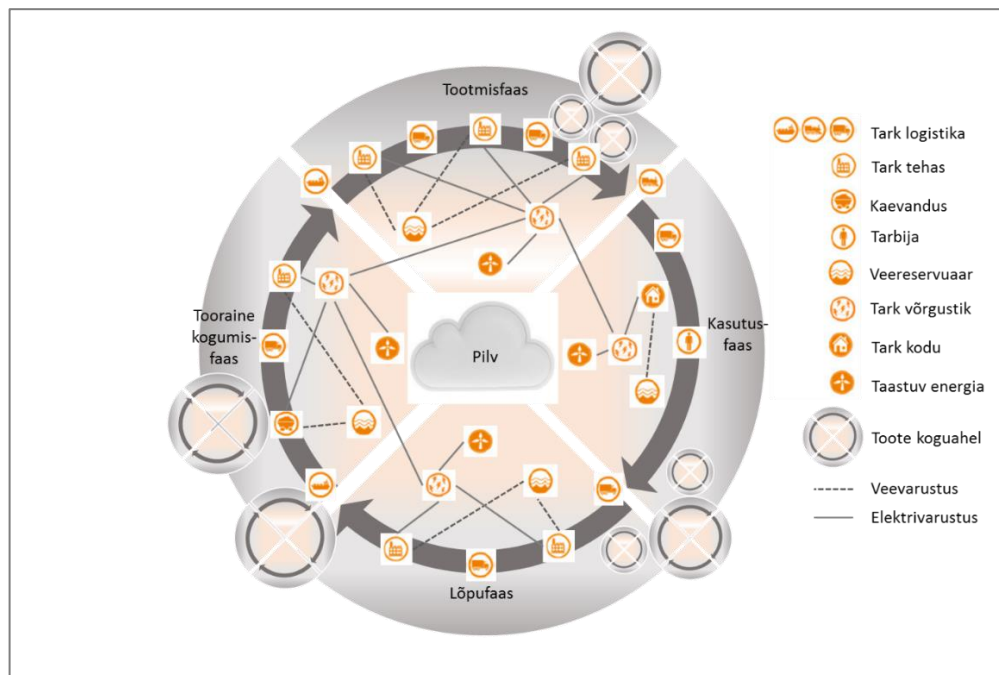 Tootmisfaas
Tooraine
kogumis-
faas
Pilv
Kasutus-
faas
Lõpufaas
Tark logistika
Tark tehas
Kaevandus
Tarbija
Veereservuaar
Tark võrgustik
Tark kodu
Taastuv energia
Toote koguahel
Veevarustus
Elektrivarustus